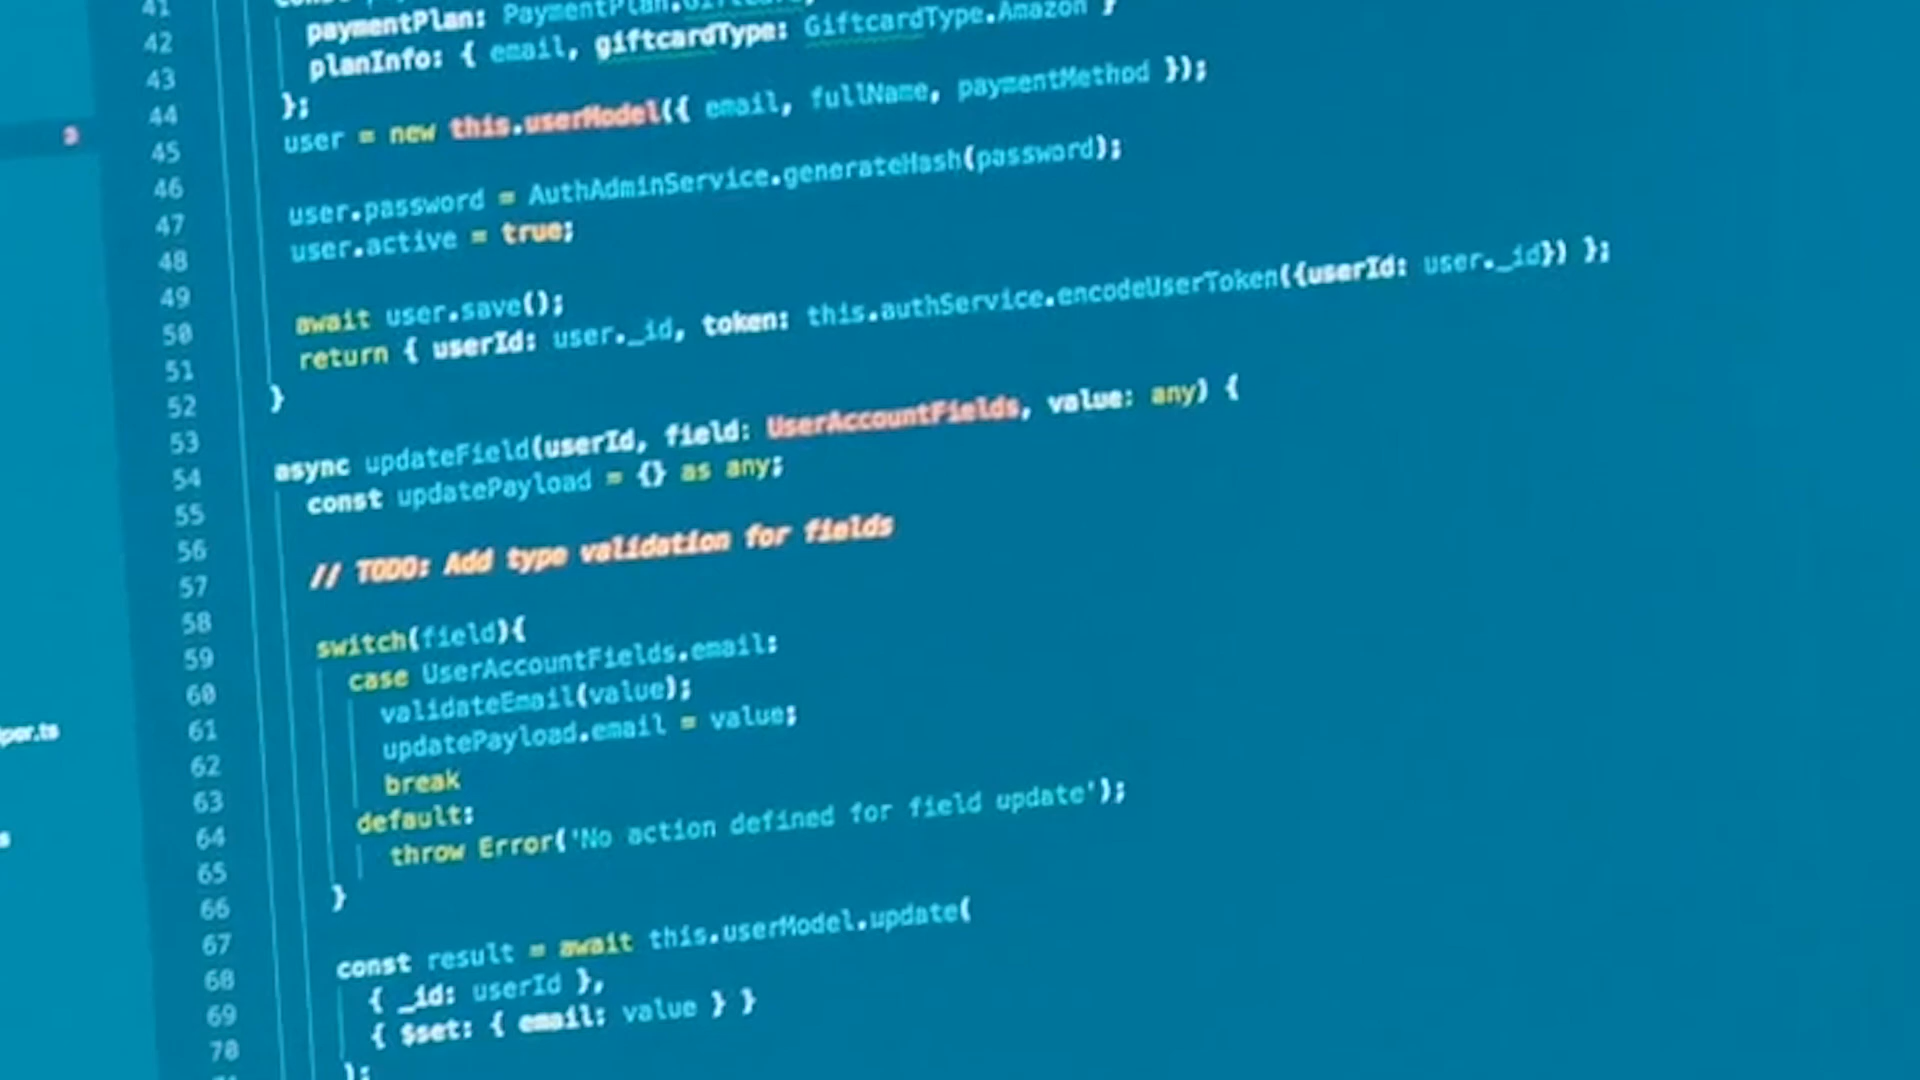 41
42
43
44
45
46
47
48
49
50
51
52
53
54
55
56
57
58
59
60
61
62
63
64
65
66
67
68
69
70
paymentPlan: PaymentPlan.
planInfo: { email, giftcardType: GiftcardType.Amazon }
};
user = new this.userModel({ email, fullName, paymentMethod });
user.password = AuthAdminService.generateHash(password);
user.active = true;
await user.save();
return { userId: user._id, token: this.authService.encodeUserToken({userId: user._id}) };
}
async updateField(userId, field: UserAccountFields, value: any) {
const updatePayload = {} as any;
// TODO: Add type validation for fields
switch(field){
case UserAccountFields.email:
validateEmail(value);
updatePayload.email = value;
break
default:
throw Error('No action defined for field update');
}
const result = await this.userModel.update(
{ _id: userId },
{ $set: { email: value } }
);